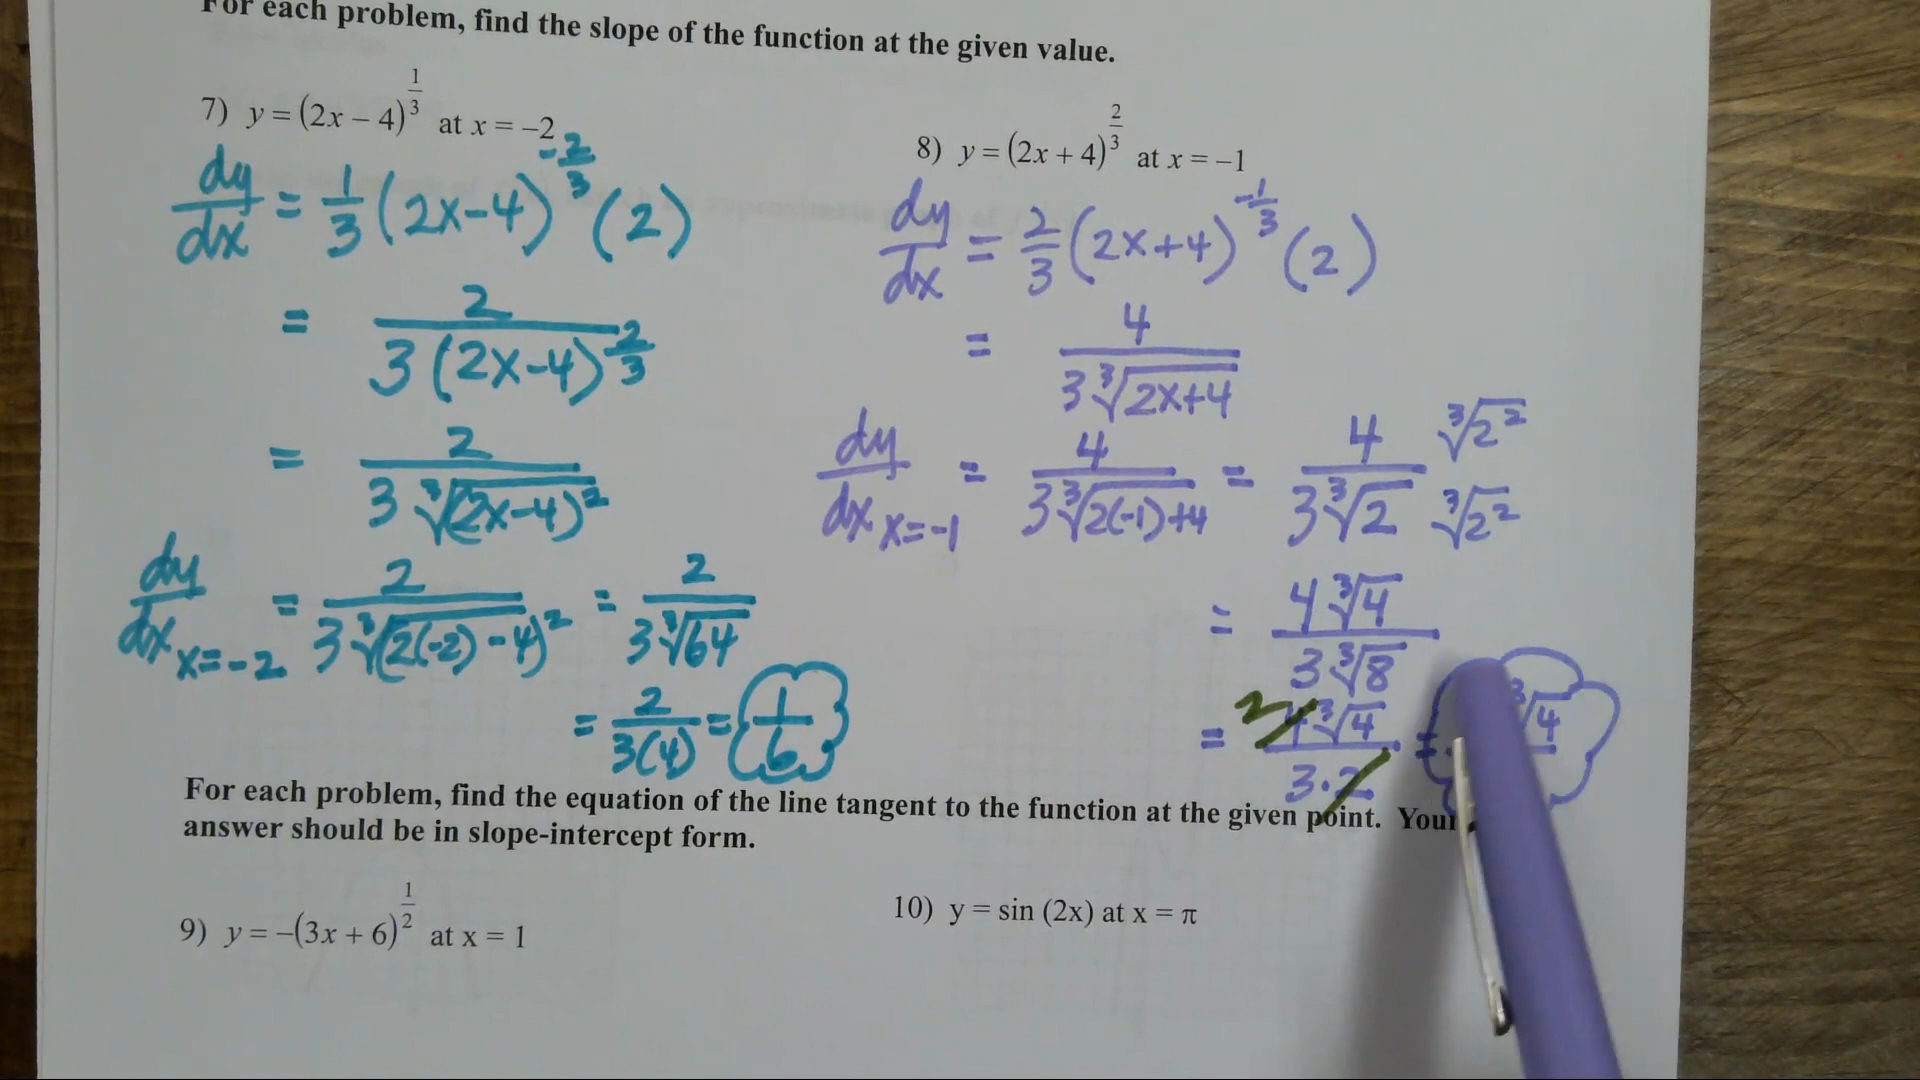 For each problem, find the slope of the function at the given value.
7) y = (2x – 4)^(1/3) at x = –2
dy/dx = 1/3 (2x-4)^(-2/3) (2)
= 2 / 3(2x-4)^(2/3)
= 2 / 3∛(2x-4)²
dy/dx x=-2 = 2 / 3∛(2(-2)-4)² = 2 / 3∛64
= 2 / 3(4) = 1/6
8) y = (2x + 4)^(2/3) at x = –1
dy/dx = 2/3 (2x+4)^(-1/3) (2)
= 4 / 3∛2x+4
dy/dx x=-1 = 4 / 3∛2(-1)+4 = 4 / 3∛2 ∛2² / ∛2²
= 4∛4 / 3∛8
2
= 4∛4 / 3·2 = ∛4
For each problem, find the equation of the line tangent to the function at the given point. Your
answer should be in slope-intercept form.
9) y = –(3x + 6)^(1/2) at x = 1
10) y = sin (2x) at x = π